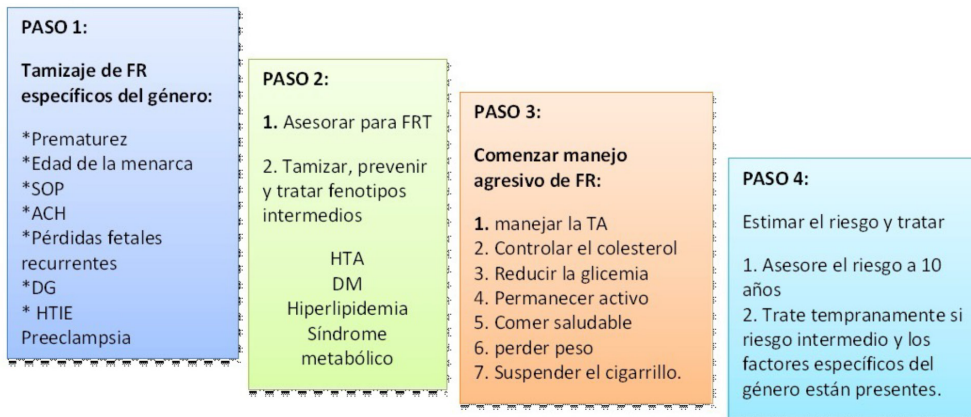 PASO 1:
Tamizaje de FR
específicos del género:
*Prematurez
*Edad de la menarca
*SOP
*ACH
*Pérdidas fetales
recurrentes
*DG
* HTIE
Preeclampsia
PASO 2:
1. Asesorar para FRT
2. Tamizar, prevenir
y tratar fenotipos
intermedios
HTA
DM
Hiperlipidemia
Síndrome
metabólico
PASO 3:
Comenzar manejo
agresivo de FR:
1. manejar la TA
2. Controlar el colesterol
3. Reducir la glicemia
4. Permanecer activo
5. Comer saludable
6. perder peso
7. Suspender el cigarrillo.
PASO 4:
Estimar el riesgo y tratar
1. Asesore el riesgo a 10
años
2. Trate tempranamente si
riesgo intermedio y los
factores específicos del
género están presentes.